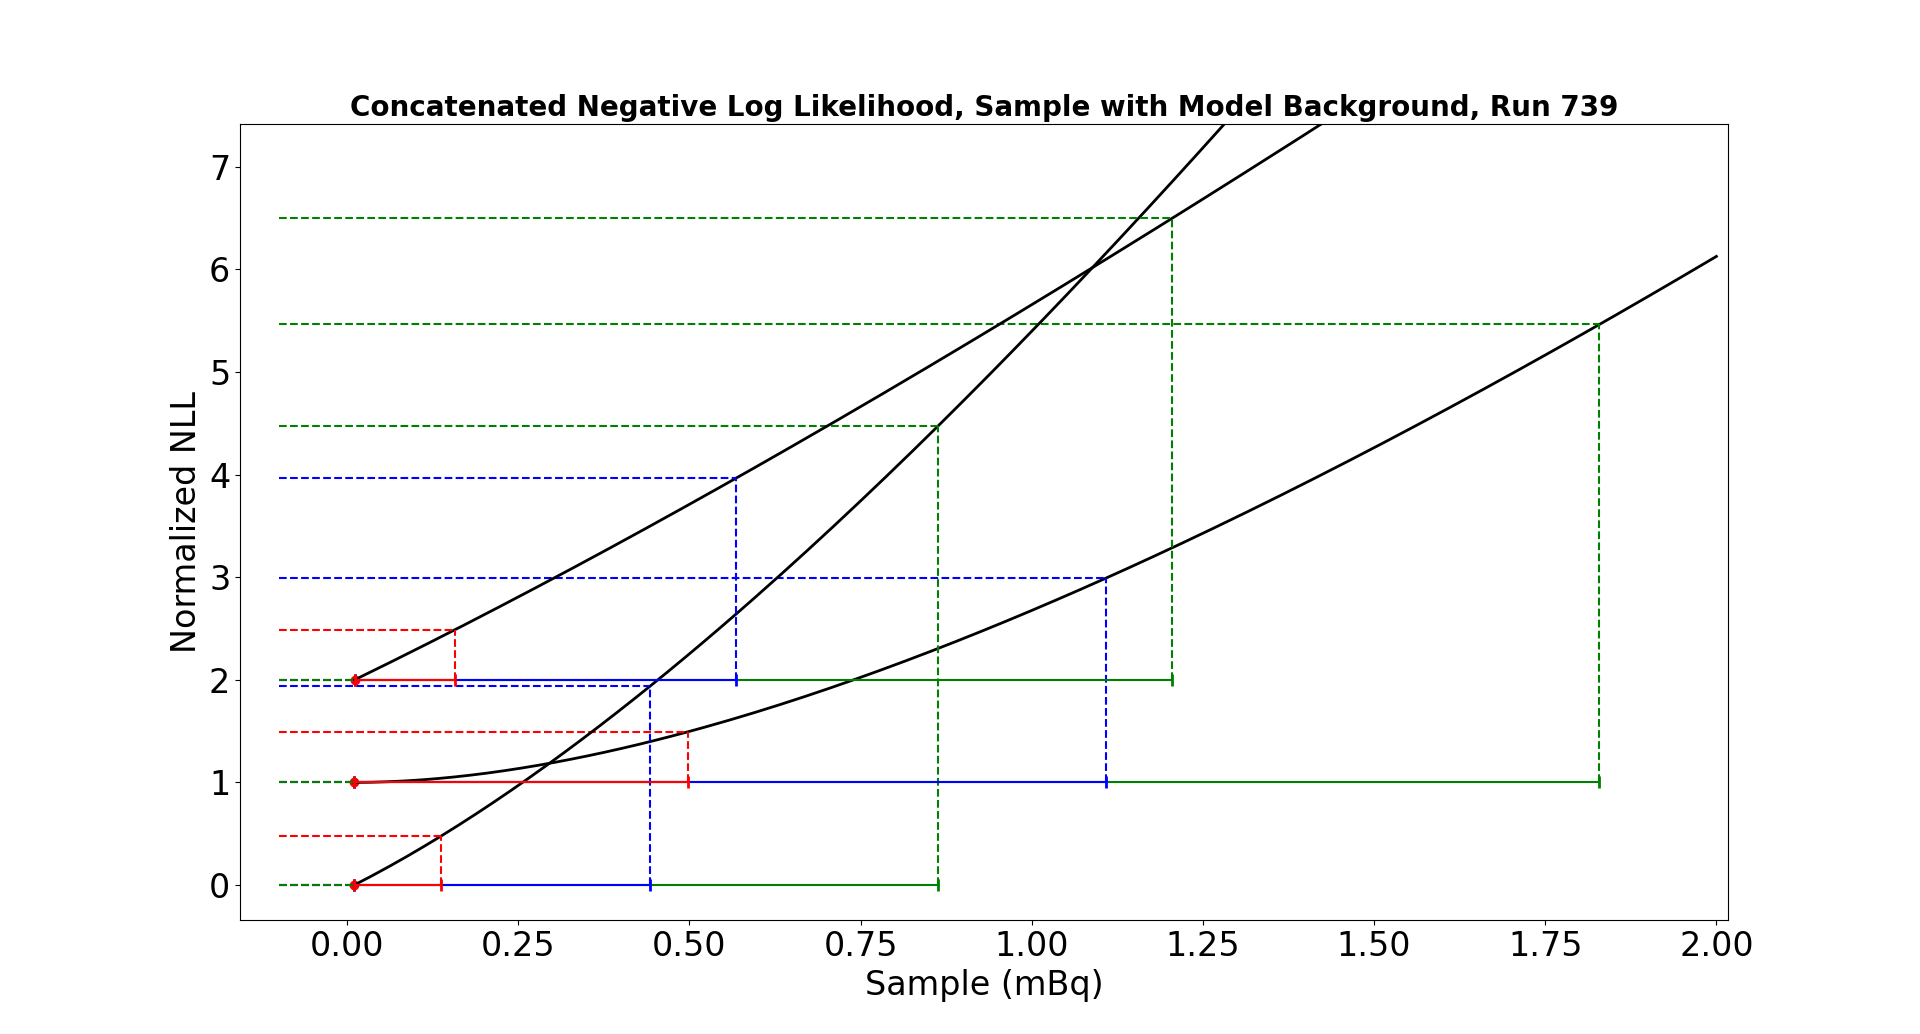 Concatenated Negative Log Likelihood, Sample with Model Background, Run 739
7
6
5
4
3
2
1
0
Normalized NLL
0.00 0.25 0.50 0.75 1.00 1.25 1.50 1.75 2.00
Sample (mBq)